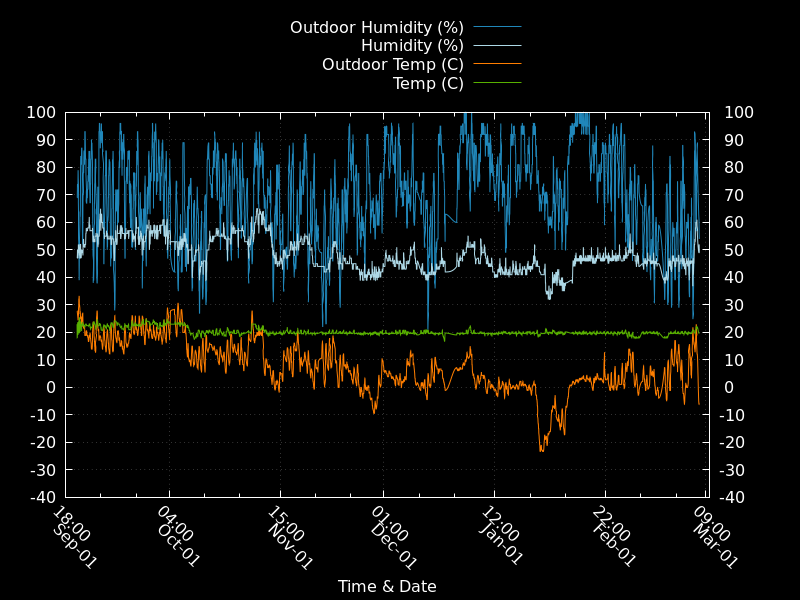 Outdoor Humidity (%)
Humidity (%)
Outdoor Temp (C)
Temp (C)
100 100
90 90
80 80
70 70
60 60
50 50
40 40
30 30
20 20
10 10
0 0
-10 -10
-20 -20
-30 -30
-40 -40
18:00 04:00 15:00 01:00 12:00 22:00 09:00
Sep-01 Oct-01 Nov-01 Dec-01 Jan-01 Feb-01 Mar-01
Time & Date